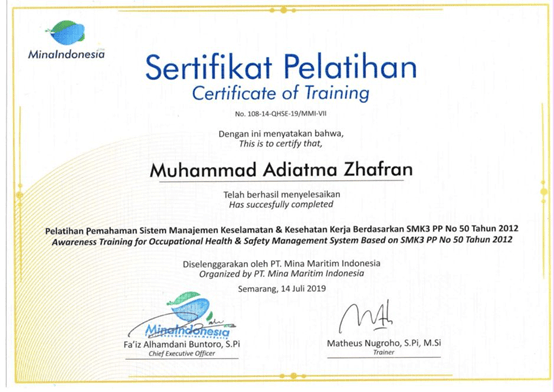 MinaIndonesia
Sertifikat Pelatihan
Certificate of Training
No. 108-14-QHSE-19/MMI-VII
Dengan ini menyatakan bahwa,
This is to certify that,
Muhammad Adiatma Zhafran
Telah berhasil menyelesaikan
Has succesfully completed
Pelatihan Pemahaman Sistem Manajemen Keselamatan & Kesehatan Kerja Berdasarkan SMK3 PP No 50 Tahun 2012
Awareness Training for Occupational Health & Safety Management System Based on SMK3 PP No 50 Tahun 2012
Diselenggarakan oleh PT. Mina Maritim Indonesia
Organized by PT. Mina Maritim Indonesia
Semarang, 14 Juli 2019
MinaIndonesia
Fa'iz Alhamdani Buntoro, S.Pi
Chief Executive Officer
Matheus Nugroho, S.Pi, M.Si
Trainer